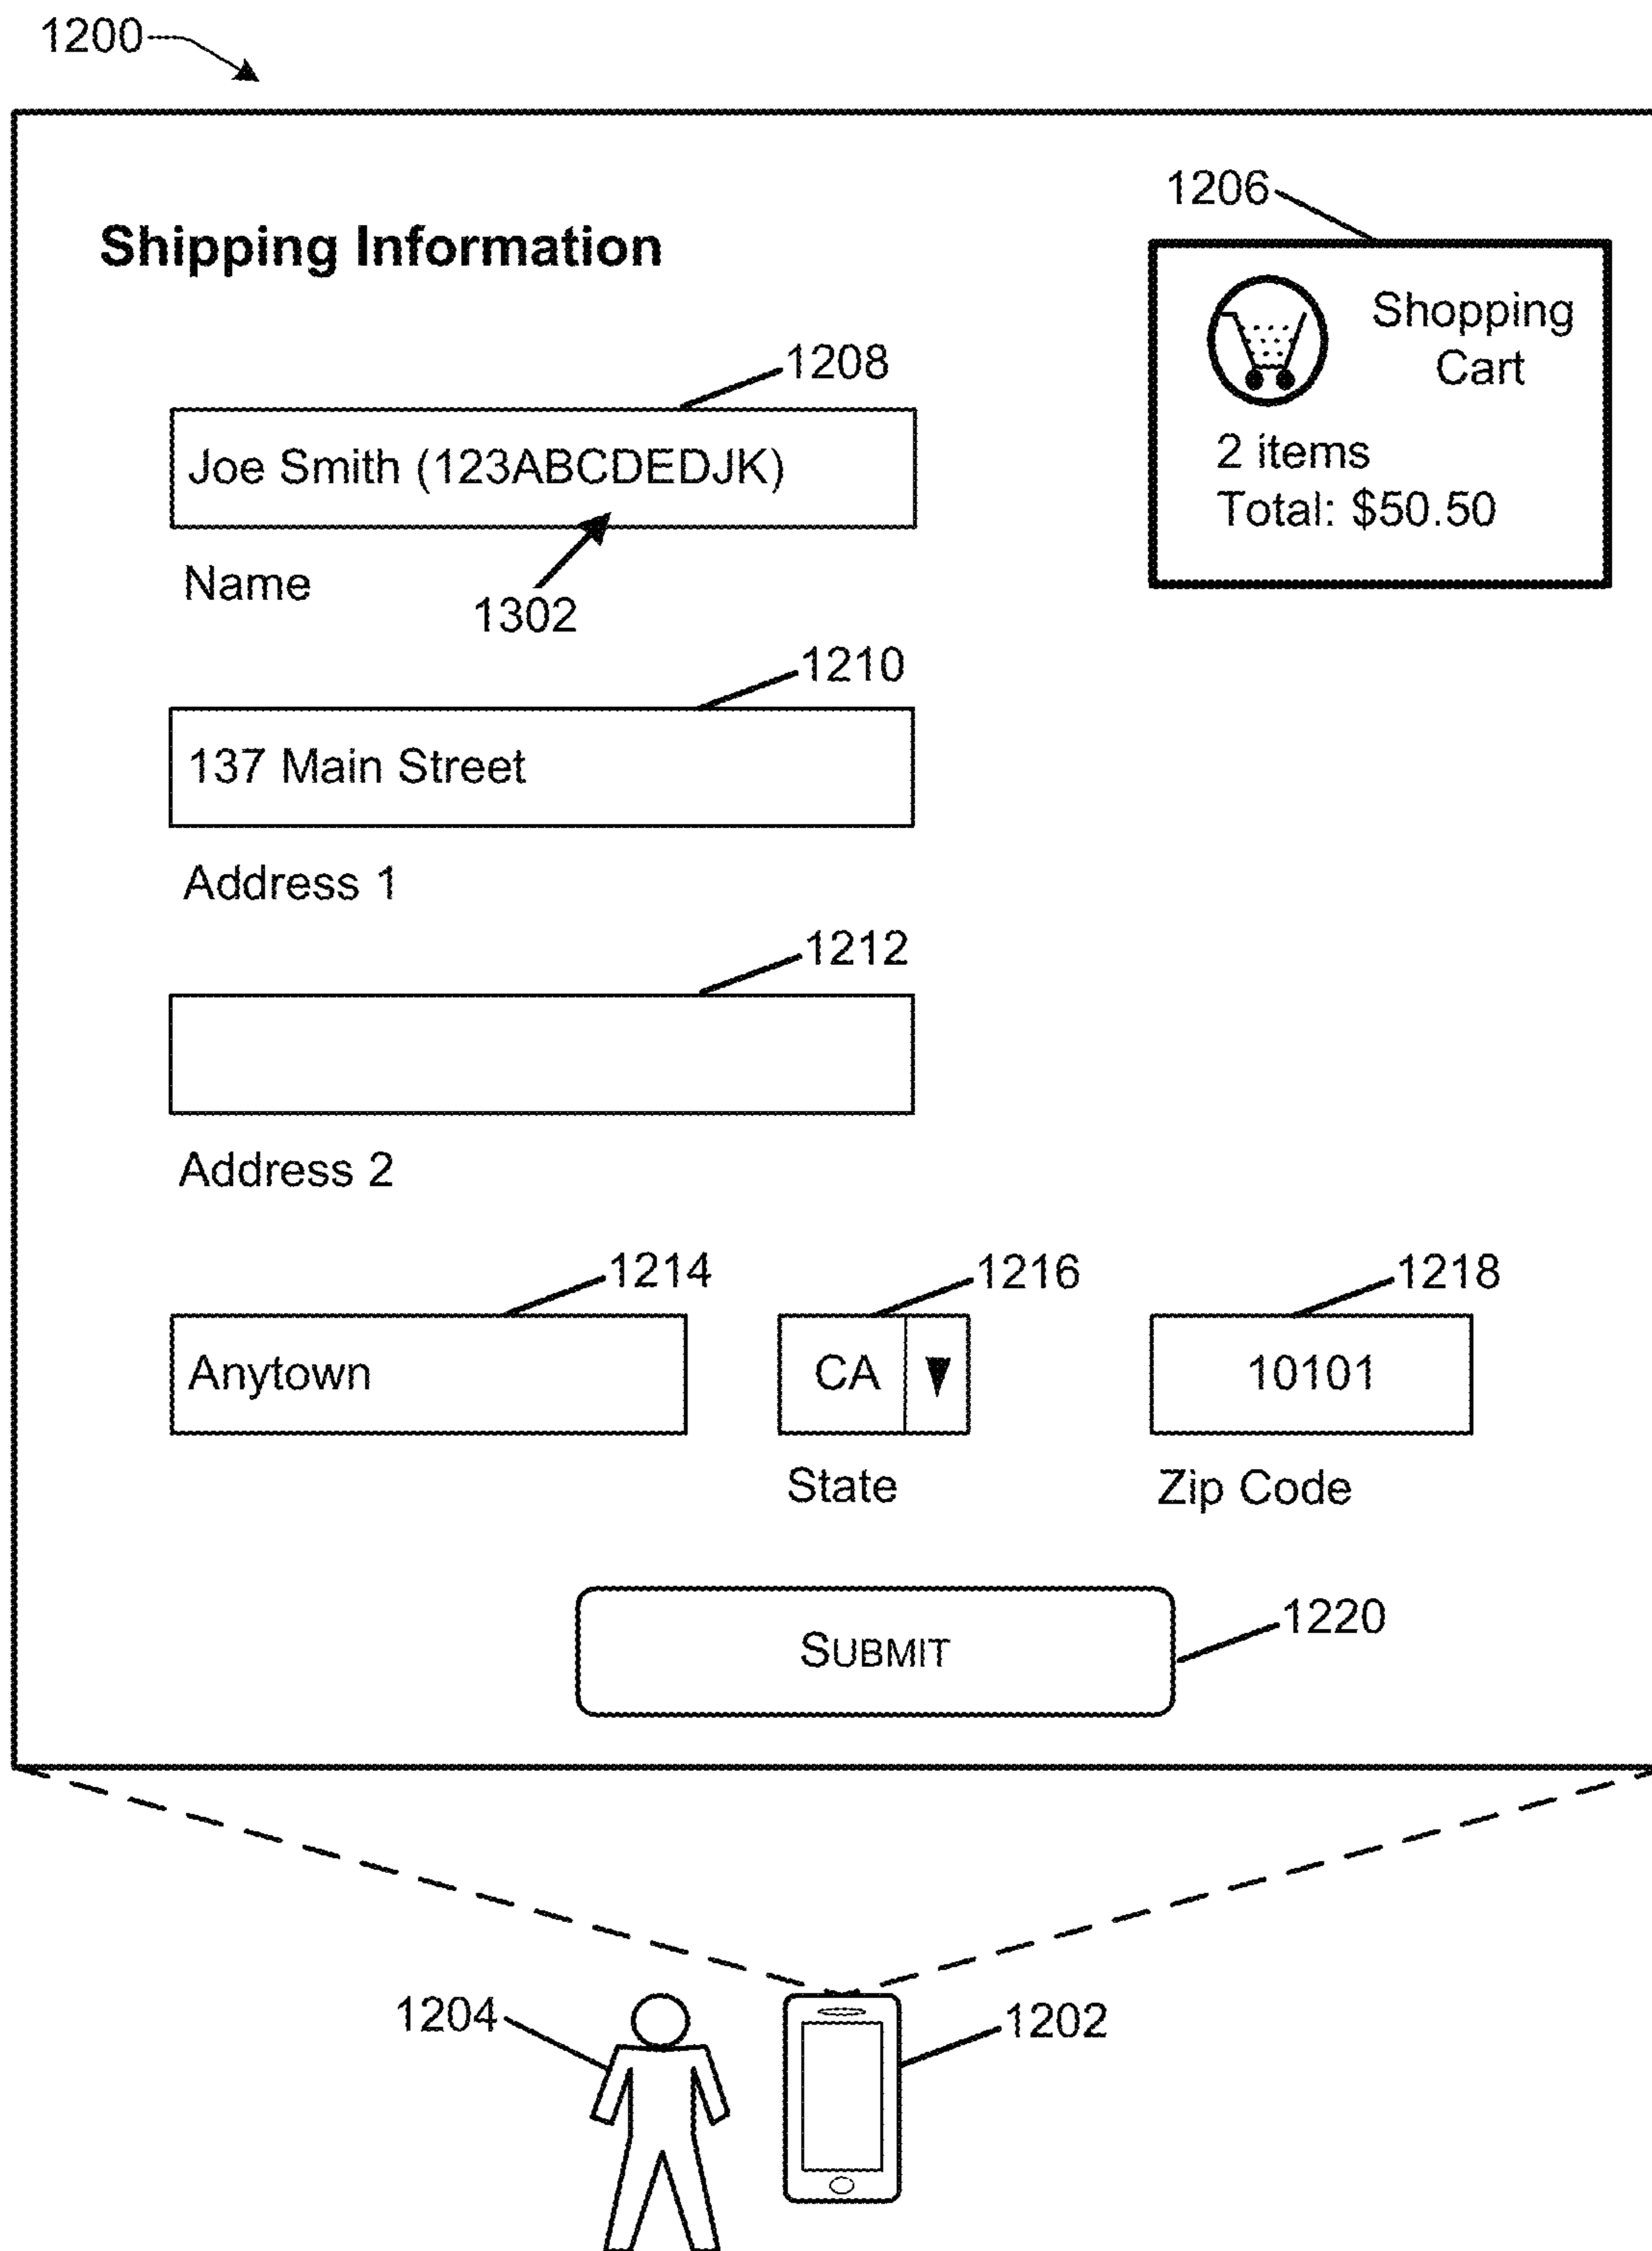 1200
1206
Shipping Information
Shopping
Cart
2 items
Total: $50.50
1208
Joe Smith (123ABCDEDJK)
Name
1302
1210
137 Main Street
Address 1
1212
Address 2
1214
1216
1218
Anytown
CA
10101
State
Zip Code
1220
SUBMIT
1204
1202